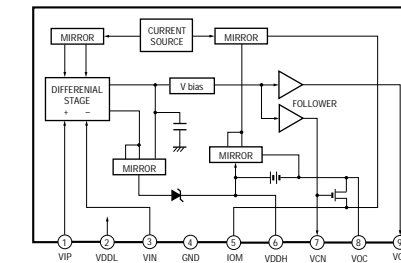 CURRENT
SOURCE
MIRROR
MIRROR
V bias
DIFFERENIAL
STAGE
+ −
FOLLOWER
MIRROR
MIRROR
1 2 3 4 5 6 7 8 9
VIP VDDL VIN GND IOM VDDH VCN VOC